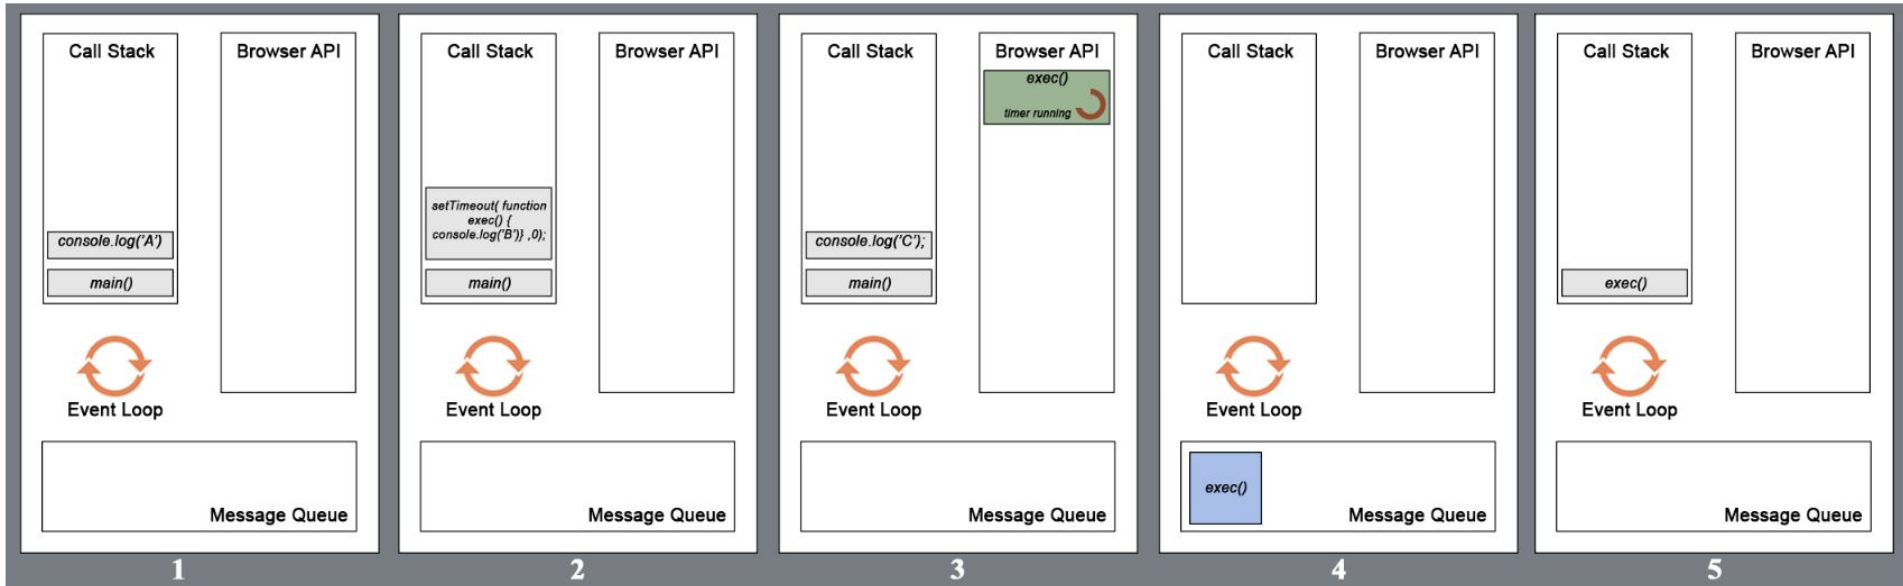 Call Stack
Browser API
console.log('A')
main()
Event Loop
Message Queue
1
Call Stack
Browser API
setTimeout( function
exec() {
console.log('B')} ,0);
main()
Event Loop
Message Queue
2
Call Stack
Browser API
exec()
timer running
console.log('C');
main()
Event Loop
Message Queue
3
Call Stack
Browser API
Event Loop
exec()
Message Queue
4
Call Stack
Browser API
exec()
Event Loop
Message Queue
5